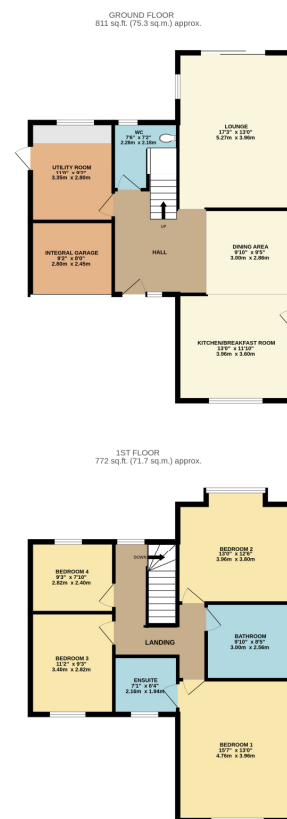 GROUND FLOOR
811 sq.ft. (75.3 sq.m.) approx.
LOUNGE
17'3" x 13'0"
5.27m x 3.96m
WC
7'6" x 7'2"
2.28m x 2.18m
UTILITY ROOM
11'0" x 9'2"
3.35m x 2.80m
UP
INTEGRAL GARAGE
9'2" x 8'0"
2.80m x 2.45m
HALL
DINING AREA
9'10" x 9'5"
3.00m x 2.86m
KITCHEN/BREAKFAST ROOM
13'0" x 11'10"
3.96m x 3.60m
1ST FLOOR
772 sq.ft. (71.7 sq.m.) approx.
DOWN
BEDROOM 2
13'0" x 12'6"
3.96m x 3.80m
BEDROOM 4
9'3" x 7'10"
2.82m x 2.40m
LANDING
BATHROOM
9'10" x 8'5"
3.00m x 2.56m
BEDROOM 3
11'2" x 9'3"
3.40m x 2.82m
ENSUITE
7'1" x 6'4"
2.16m x 1.94m
BEDROOM 1
15'7" x 13'0"
4.76m x 3.96m